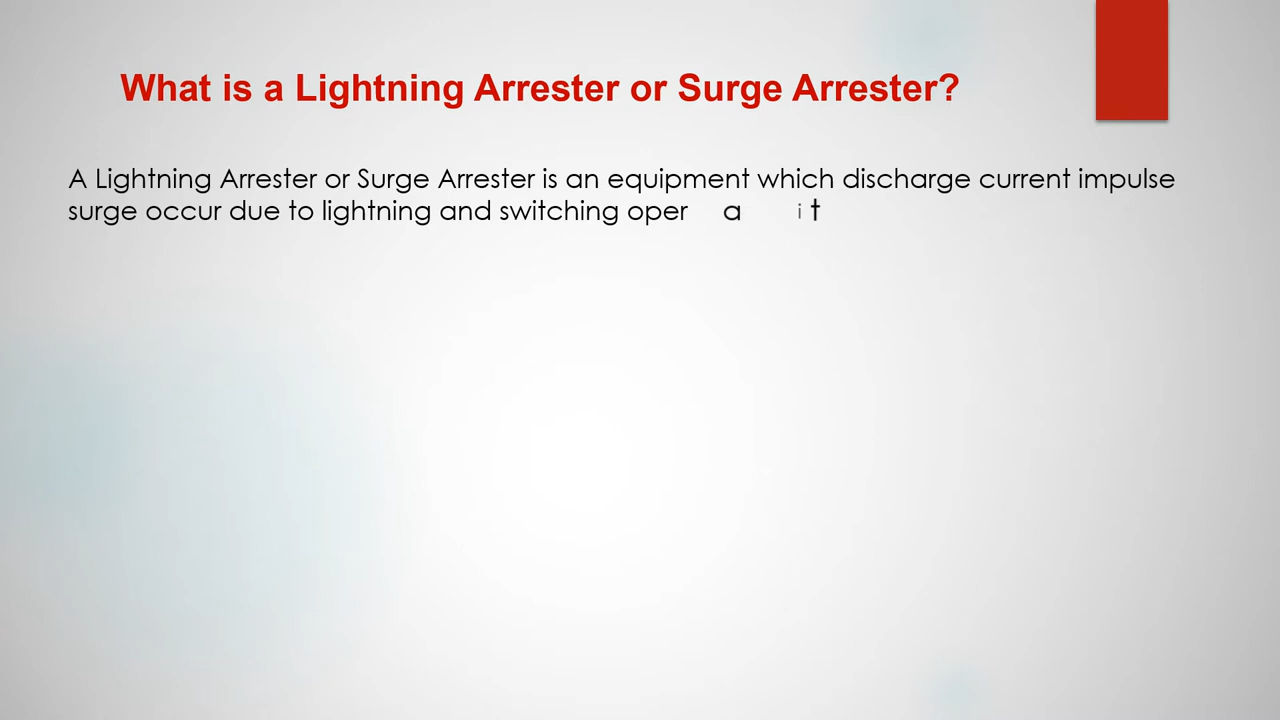 What is a Lightning Arrester or Surge Arrester?
A Lightning Arrester or Surge Arrester is an equipment which discharge current impulse
surge occur due to lightning and switching oper a i t